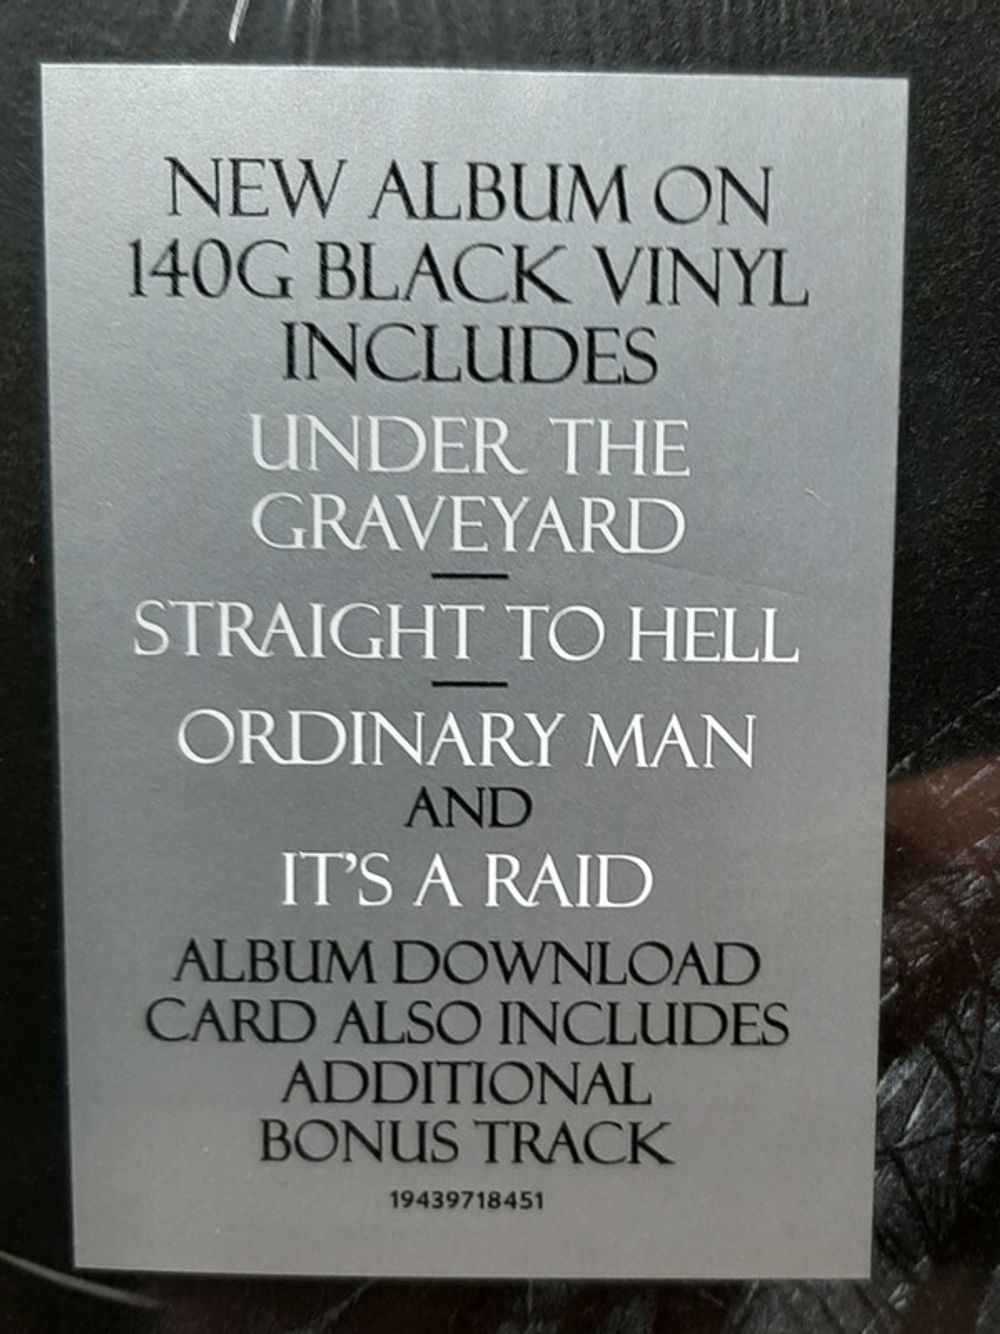 NEW ALBUM ON
140G BLACK VINYL
INCLUDES
UNDER THE
GRAVEYARD
STRAIGHT TO HELL
ORDINARY MAN
AND
IT'S A RAID
ALBUM DOWNLOAD
CARD ALSO INCLUDES
ADDITIONAL
BONUS TRACK
19439718451